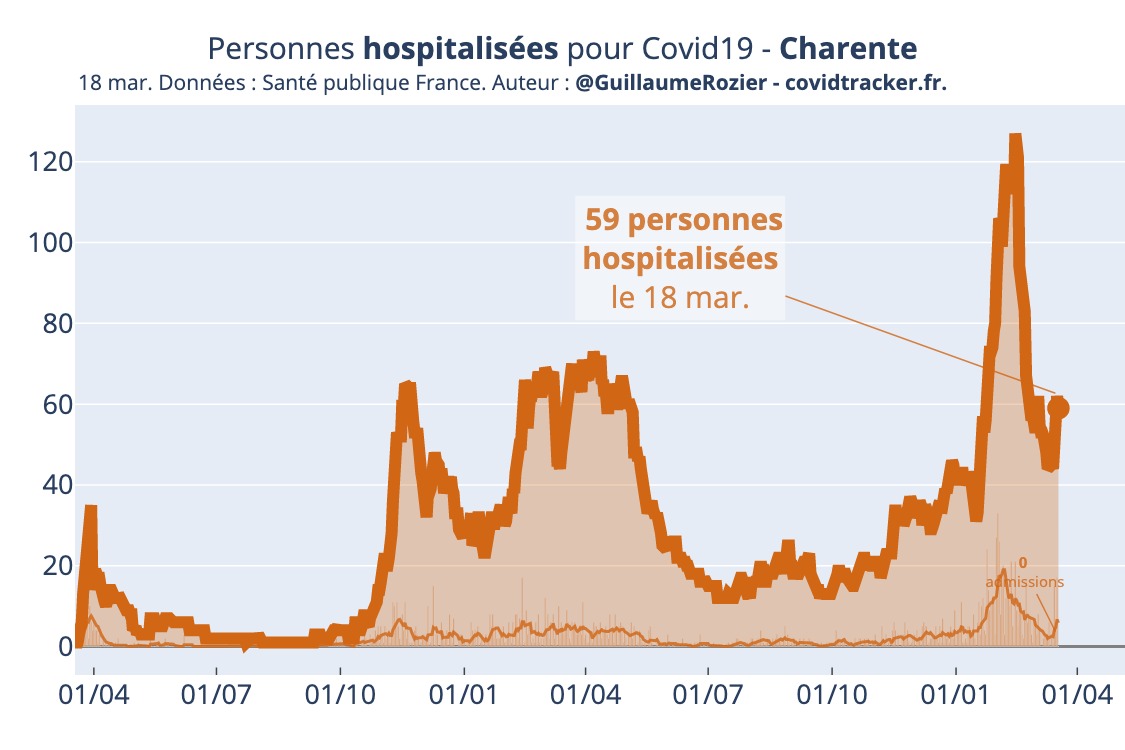 Personnes hospitalisées pour Covid19 - Charente
18 mar. Données : Santé publique France. Auteur : @GuillaumeRozier - covidtracker.fr.
120
100
80
60
40
20
0
59 personnes
hospitalisées
le 18 mar.
0
admissions
01/04
01/07
01/10
01/01
01/04
01/07
01/10
01/01
01/04